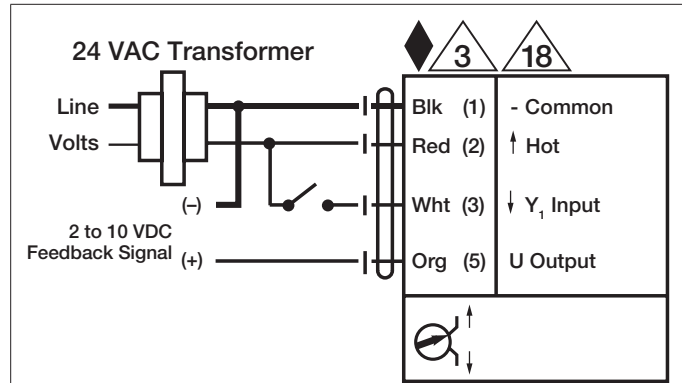 24 VAC Transformer
3
18
Line
Volts
Blk (1) - Common
Red (2) ↑ Hot
(–)
Wht (3) ↓ Y₁ Input
2 to 10 VDC
Feedback Signal (+)
Org (5) U Output